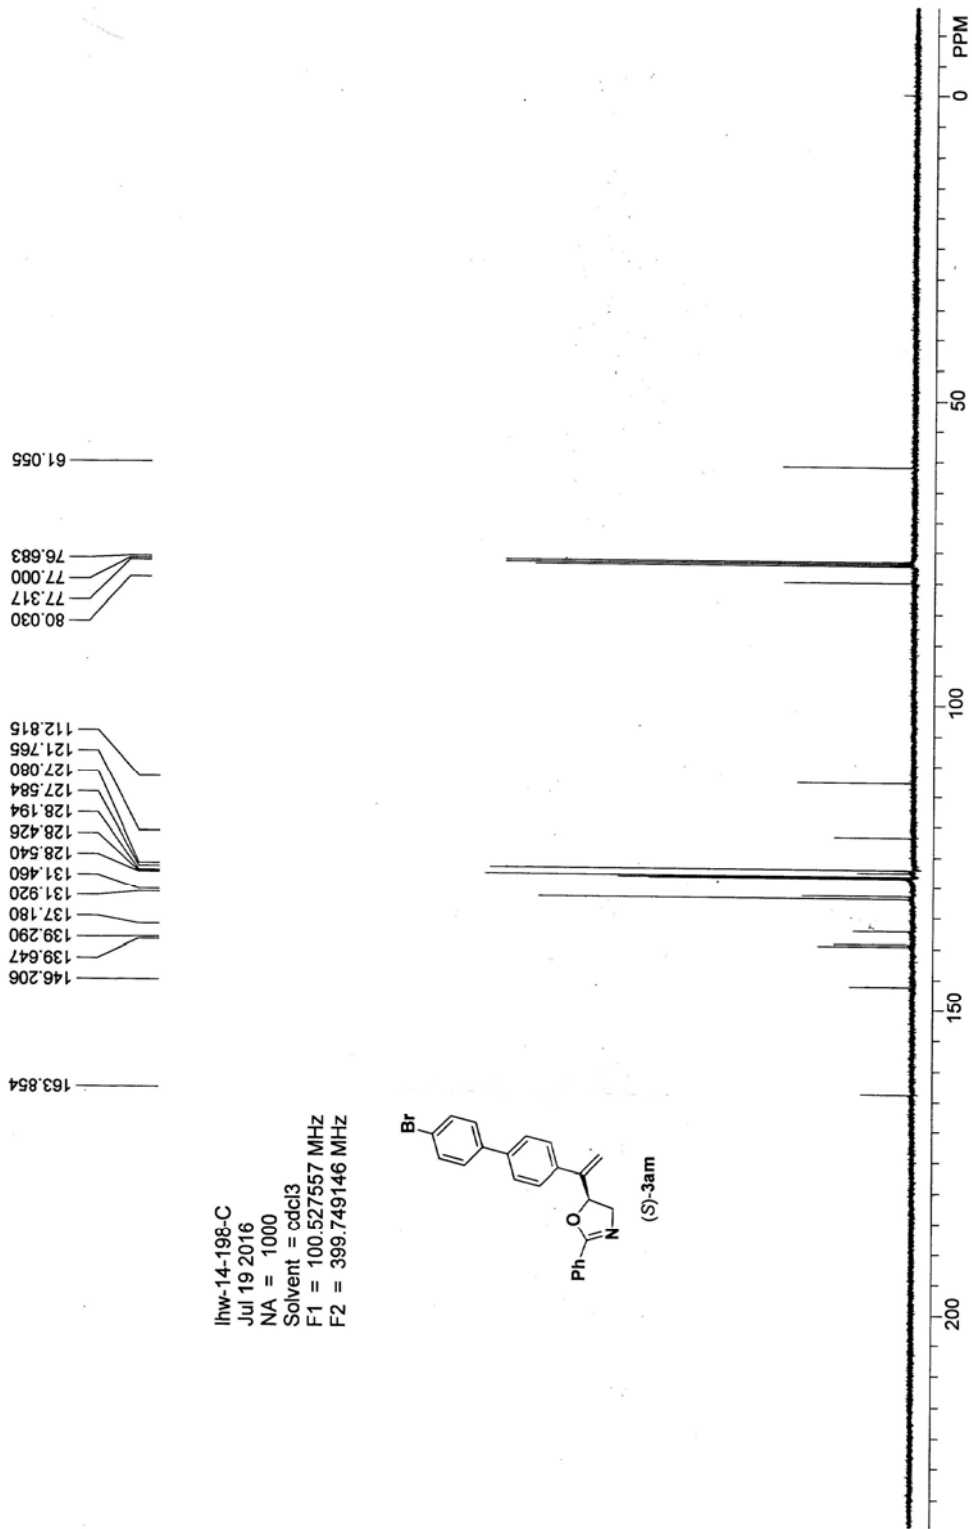 163.854
146.206
139.647
139.290
137.180
131.920
131.460
128.540
128.426
128.194
127.584
127.080
121.765
112.815
80.030
77.317
77.000
76.683
61.055
lhw-14-198-C
Jul 19 2016
NA = 1000
Solvent = cdcl3
F1 = 100.527557 MHz
F2 = 399.749146 MHz
Br
O
Ph
N
(S)-3am
200 150 100 50 0 PPM